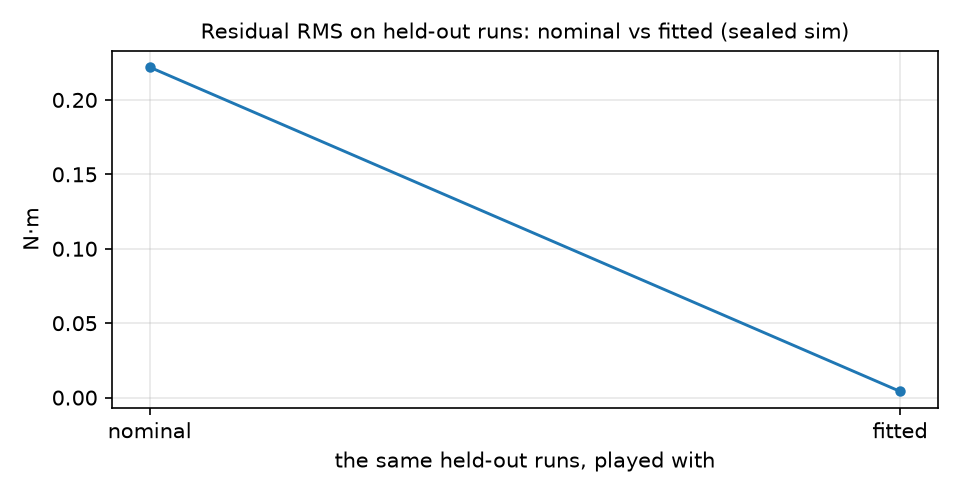 Residual RMS on held-out runs: nominal vs fitted (sealed sim)
N·m
0.20
0.15
0.10
0.05
0.00
nominal fitted
the same held-out runs, played with